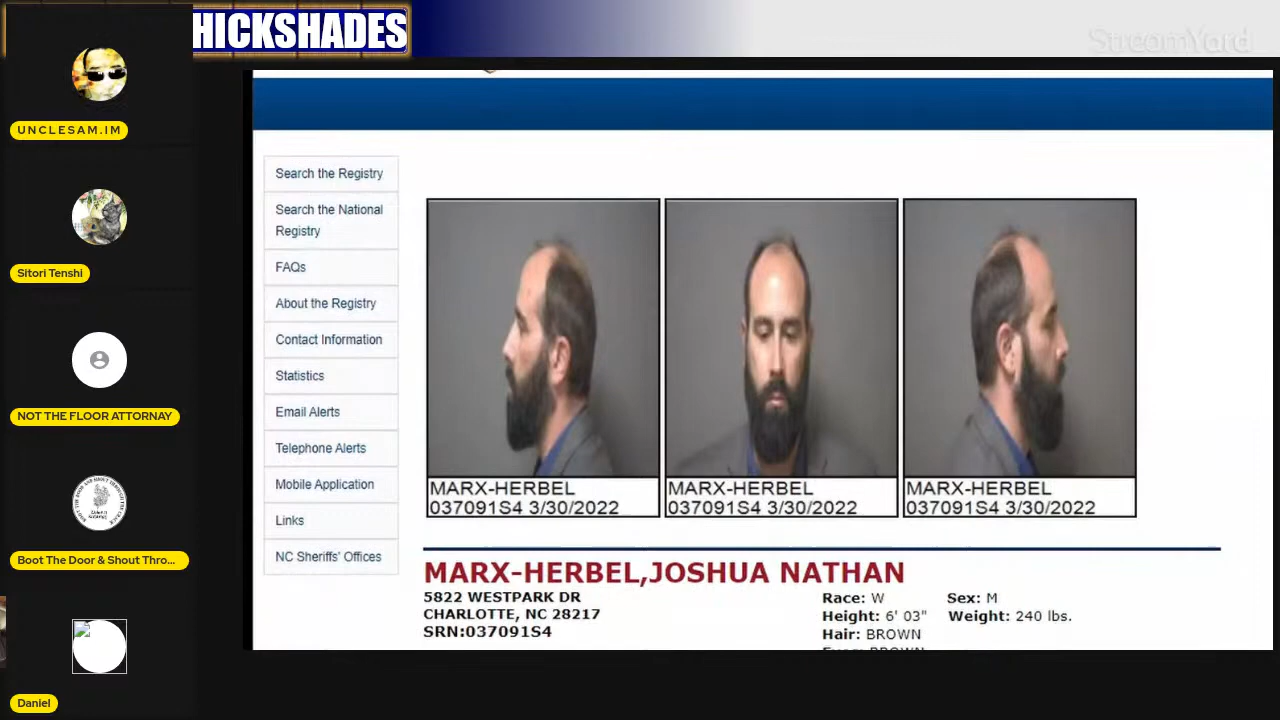 HICKSHADES
StreamYard
UNCLESAM.IM
Sitori Tenshi
NOT THE FLOOR ATTORNAY
Boot The Door & Shout Thro...
Daniel
Search the Registry
Search the National
Registry
FAQs
About the Registry
Contact Information
Statistics
Email Alerts
Telephone Alerts
Mobile Application
Links
NC Sheriffs' Offices
MARX-HERBEL
037091S4 3/30/2022
MARX-HERBEL
037091S4 3/30/2022
MARX-HERBEL
037091S4 3/30/2022
MARX-HERBEL,JOSHUA NATHAN
5822 WESTPARK DR
CHARLOTTE, NC 28217
SRN:037091S4
Race: W Sex: M
Height: 6' 03" Weight: 240 lbs.
Hair: BROWN